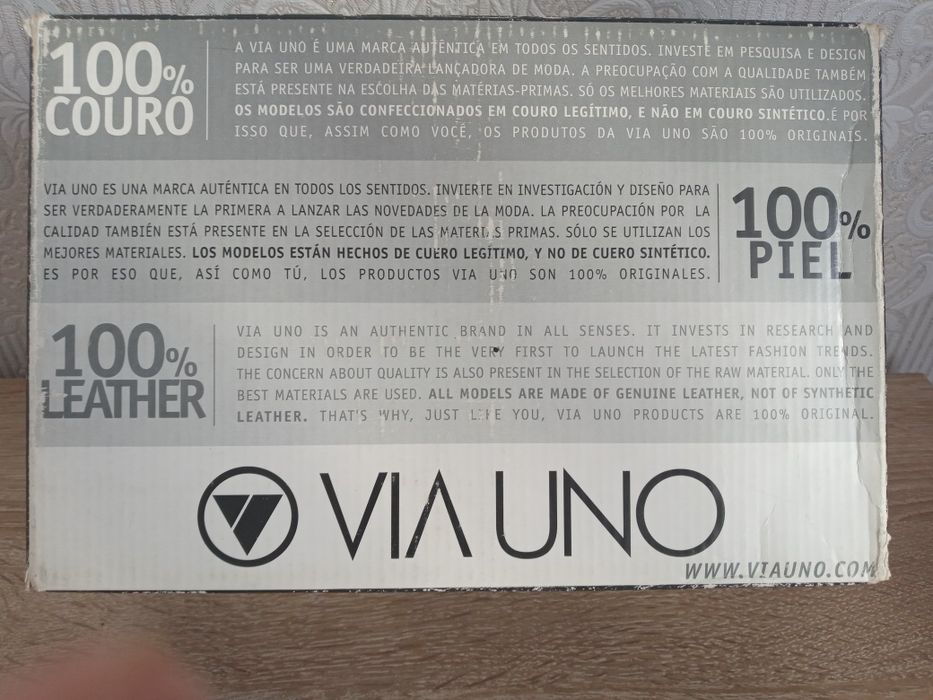 100%
COURO
A VIA UNO É UMA MARCA AUTÊNTICA EM TODOS OS SENTIDOS. INVESTE EM PESQUISA E DESIGN
PARA SER UMA VERDADEIRA LANÇADORA DE MODA. A PREOCUPAÇÃO COM A QUALIDADE TAMBÉM
ESTÁ PRESENTE NA ESCOLHA DAS MATÉRIAS-PRIMAS. SÓ OS MELHORES MATERIAIS SÃO UTILIZADOS.
OS MODELOS SÃO CONFECCIONADOS EM COURO LEGÍTIMO, E NÃO EM COURO SINTÉTICO.É POR
ISSO QUE, ASSIM COMO VOCÊ, OS PRODUTOS DA VIA UNO SÃO 100% ORIGINAIS.
VIA UNO ES UNA MARCA AUTÉNTICA EN TODOS LOS SENTIDOS. INVIERTE EN INVESTIGACIÓN Y DISEÑO PARA
SER VERDADERAMENTE LA PRIMERA A LANZAR LAS NOVEDADES DE LA MODA. LA PREOCUPACIÓN POR LA
CALIDAD TAMBIÉN ESTÁ PRESENTE EN LA SELECCIÓN DE LAS MATERIAS PRIMAS. SÓLO SE UTILIZAN LOS
MEJORES MATERIALES. LOS MODELOS ESTÁN HECHOS DE CUERO LEGÍTIMO, Y NO DE CUERO SINTÉTICO.
ES POR ESO QUE, ASÍ COMO TÚ, LOS PRODUCTOS VIA UNO SON 100% ORIGINALES.
100%
PIEL
100%
LEATHER
VIA UNO IS AN AUTHENTIC BRAND IN ALL SENSES. IT INVESTS IN RESEARCH AND
DESIGN IN ORDER TO BE THE VERY FIRST TO LAUNCH THE LATEST FASHION TRENDS.
THE CONCERN ABOUT QUALITY IS ALSO PRESENT IN THE SELECTION OF THE RAW MATERIAL. ONLY THE
BEST MATERIALS ARE USED. ALL MODELS ARE MADE OF GENUINE LEATHER, NOT OF SYNTHETIC
LEATHER. THAT'S WHY, JUST LIKE YOU, VIA UNO PRODUCTS ARE 100% ORIGINAL.
VIA UNO
WWW.VIAUNO.COM